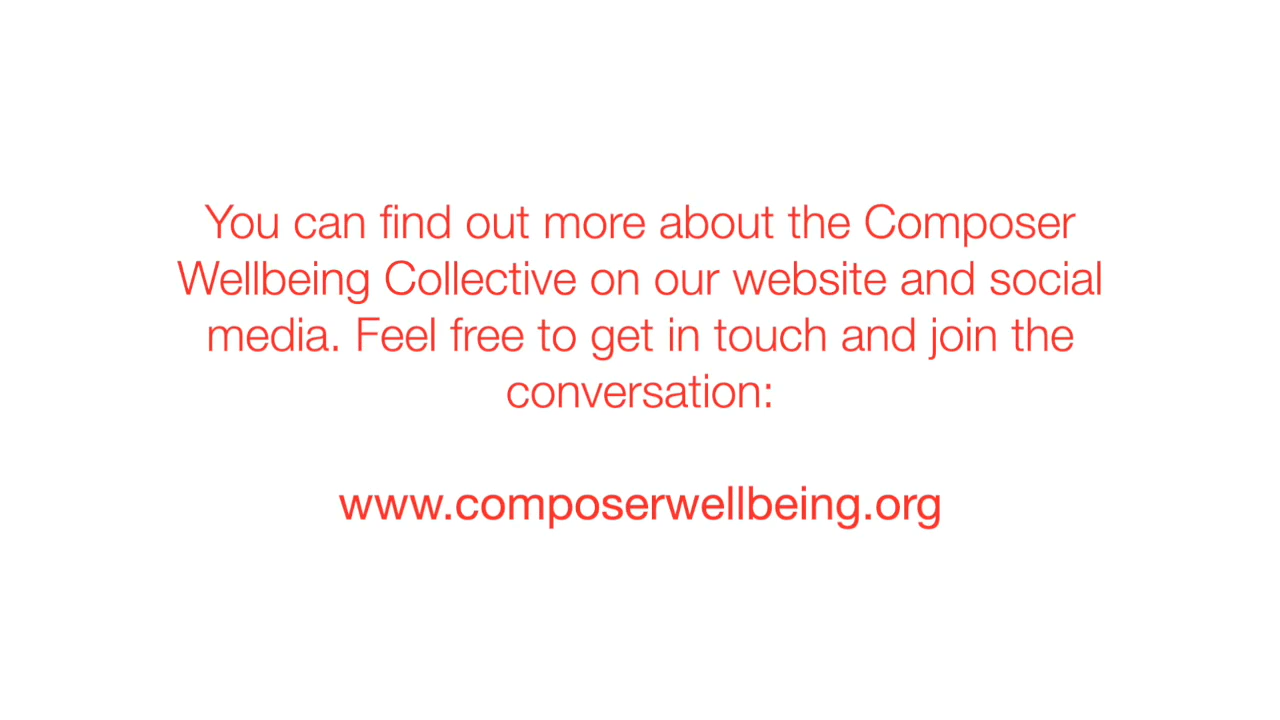 You can find out more about the Composer
Wellbeing Collective on our website and social
media. Feel free to get in touch and join the
conversation:
www.composerwellbeing.org